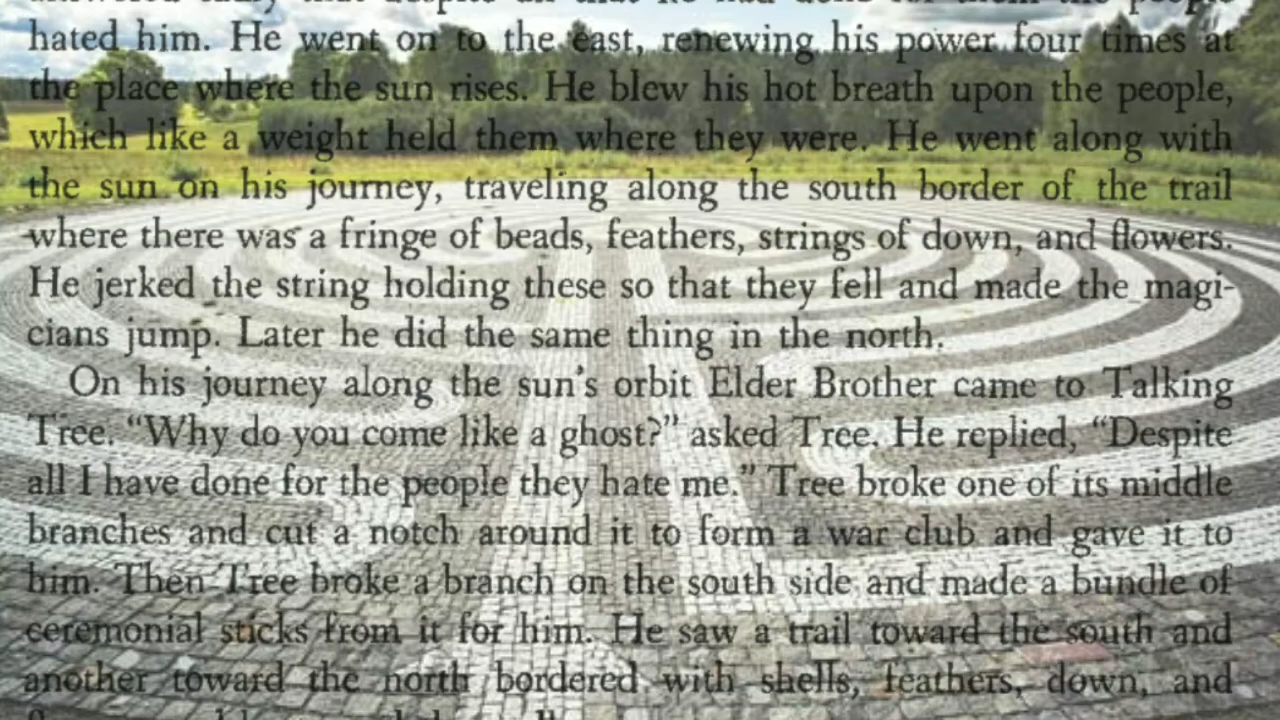 hated him. He went on to the east, renewing his power four times at
the place where the sun rises. He blew his hot breath upon the people,
which like a weight held them where they were. He went along with
the sun on his journey, traveling along the south border of the trail
where there was a fringe of beads, feathers, strings of down, and flowers.
He jerked the string holding these so that they fell and made the magi-
cians jump. Later he did the same thing in the north.
On his journey along the sun's orbit Elder Brother came to Talking
Tree. “Why do you come like a ghost?” asked Tree. He replied, “Despite
all I have done for the people they hate me.” Tree broke one of its middle
branches and cut a notch around it to form a war club and gave it to
him. Then Tree broke a branch on the south side and made a bundle of
ceremonial sticks from it for him. He saw a trail toward the south and
another toward the north bordered with shells, feathers, down, and